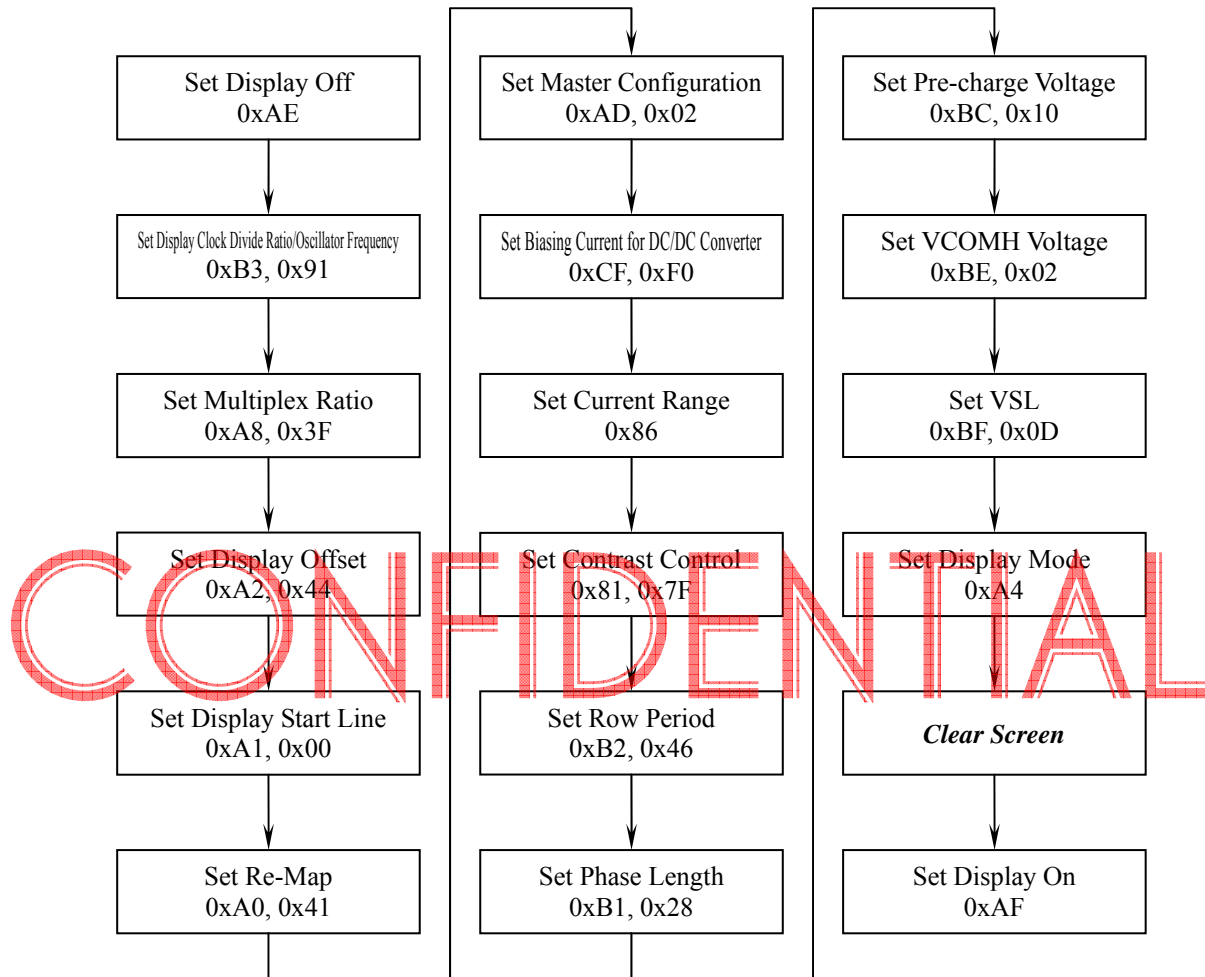 Set Display Off
0xAE
Set Display Clock Divide Ratio/Oscillator Frequency
0xB3, 0x91
Set Multiplex Ratio
0xA8, 0x3F
Set Display Offset
0xA2, 0x44
Set Display Start Line
0xA1, 0x00
Set Re-Map
0xA0, 0x41
Set Master Configuration
0xAD, 0x02
Set Biasing Current for DC/DC Converter
0xCF, 0xF0
Set Current Range
0x86
Set Contrast Control
0x81, 0x7F
Set Row Period
0xB2, 0x46
Set Phase Length
0xB1, 0x28
Set Pre-charge Voltage
0xBC, 0x10
Set VCOMH Voltage
0xBE, 0x02
Set VSL
0xBF, 0x0D
Set Display Mode
0xA4
Clear Screen
Set Display On
0xAF
CONFIDENTIAL